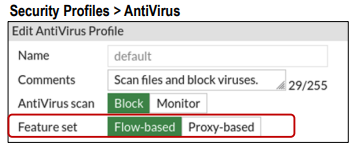 Security Profiles > AntiVirus
Edit AntiVirus Profile
Name default
Comments Scan files and block viruses. 29/255
AntiVirus scan Block Monitor
Feature set Flow-based Proxy-based